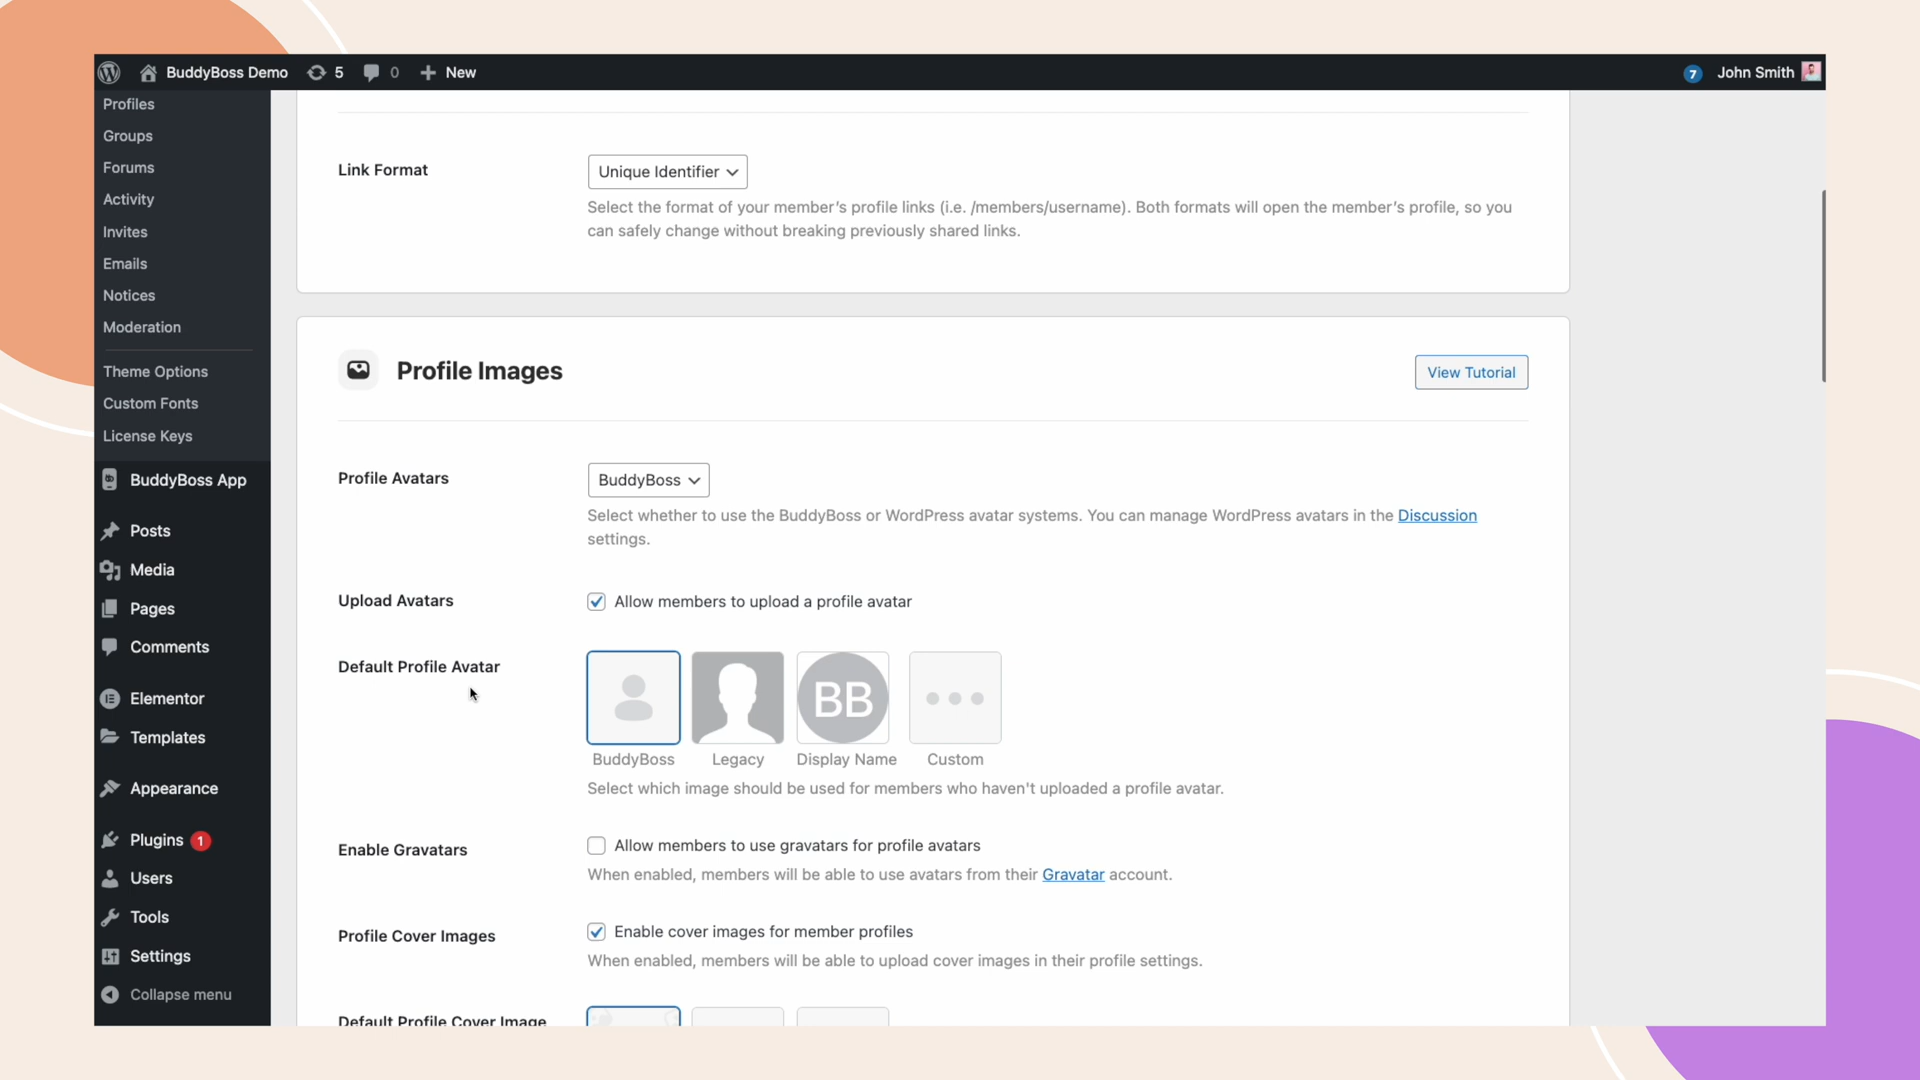 BuddyBoss Demo 5 0 New 7 John Smith
Profiles
Groups
Forums
Activity
Invites
Emails
Notices
Moderation
Theme Options
Custom Fonts
License Keys
BuddyBoss App
Posts
Media
Pages
Comments
Elementor
Templates
Appearance
Plugins 1
Users
Tools
Settings
Collapse menu
Link Format
Unique Identifier
Select the format of your member's profile links (i.e. /members/username). Both formats will open the member's profile, so you
can safely change without breaking previously shared links.
Profile Images
View Tutorial
Profile Avatars
BuddyBoss
Select whether to use the BuddyBoss or WordPress avatar systems. You can manage WordPress avatars in the Discussion
settings.
Upload Avatars
Allow members to upload a profile avatar
Default Profile Avatar
BB
BuddyBoss Legacy Display Name Custom
Select which image should be used for members who haven't uploaded a profile avatar.
Enable Gravatars
Allow members to use gravatars for profile avatars
When enabled, members will be able to use avatars from their Gravatar account.
Profile Cover Images
Enable cover images for member profiles
When enabled, members will be able to upload cover images in their profile settings.
Default Profile Cover Image